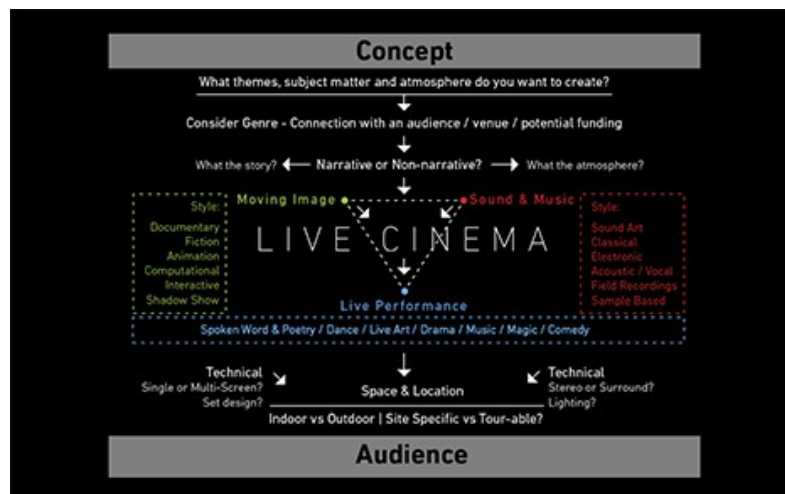 Concept
What themes, subject matter and atmosphere do you want to create?
Consider Genre - Connection with an audience / venue / potential funding
What the story? Narrative or Non-narrative? What the atmosphere?
Moving Image Sound & Music
Style:
Documentary
Fiction
Animation
Computational
Interactive
Shadow Show
LIVE CINEMA
Style:
Sound Art
Classical
Electronic
Acoustic / Vocal
Field Recordings
Sample Based
Live Performance
Spoken Word & Poetry / Dance / Live Art / Drama / Music / Magic / Comedy
Technical
Single or Multi-Screen?
Set design?
Space & Location
Technical
Stereo or Surround?
Lighting?
Indoor vs Outdoor | Site Specific vs Tour-able?
Audience